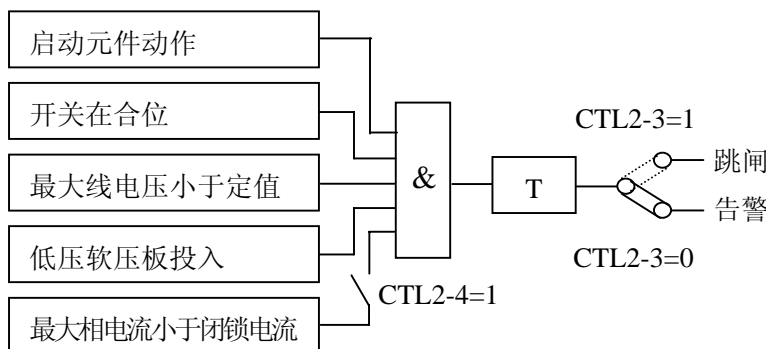 启动元件动作
开关在合位
最大线电压小于定值
低压软压板投入
最大相电流小于闭锁电流
&
CTL2-4=1
T
CTL2-3=1
跳闸
告警
CTL2-3=0